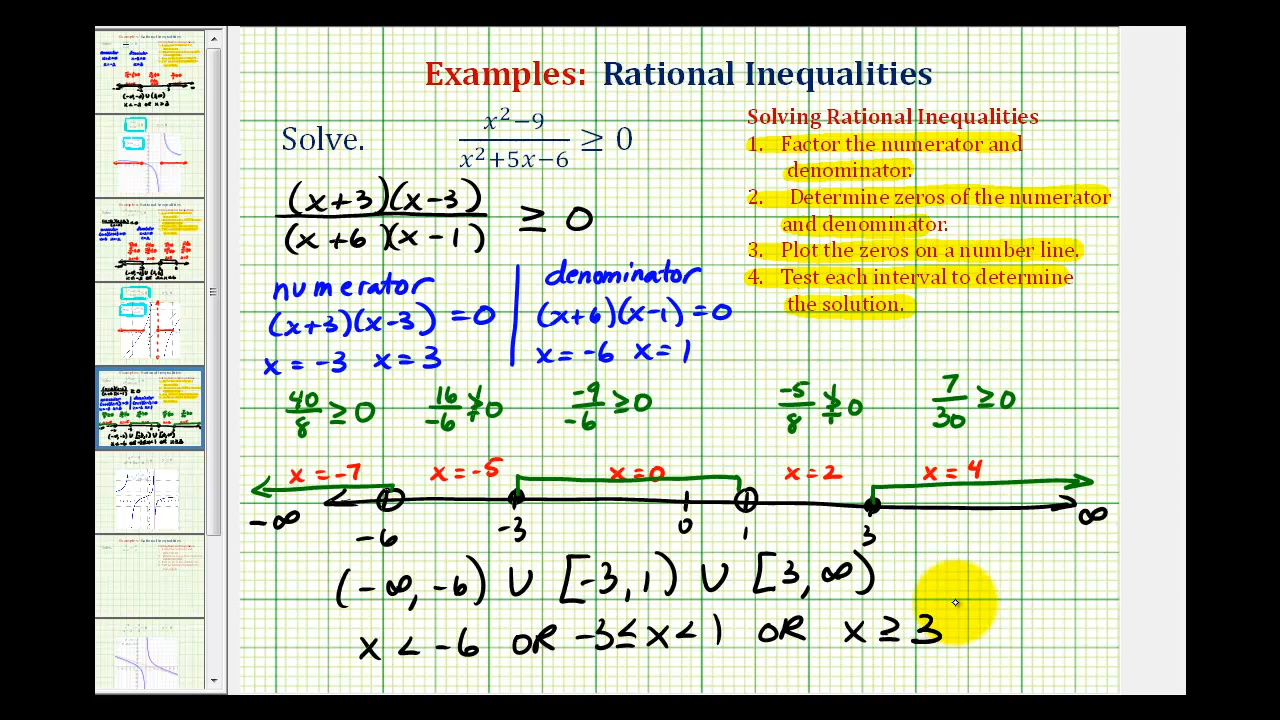 Examples: Rational Inequalities
Solve. x²−9 / x²+5x−6 ≥ 0
(x+3)(x−3) / (x+6)(x−1) ≥ 0
numerator
(x+3)(x−3) = 0
x = −3 x = 3
denominator
(x+6)(x−1) = 0
x = −6 x = 1
Solving Rational Inequalities
1. Factor the numerator and
denominator.
2. Determine zeros of the numerator
and denominator.
3. Plot the zeros on a number line.
4. Test each interval to determine
the solution.
40/8 ≥ 0 16/−6 ≱ 0 −9/−6 ≥ 0 −5/8 ≱ 0 7/30 ≥ 0
x = −7 x = −5 x = 0 x = 2 x = 4
−∞ −6 −3 0 1 3 ∞
(−∞, −6) ∪ [−3, 1) ∪ [3, ∞)
x < −6 OR −3 ≤ x < 1 OR x ≥ 3